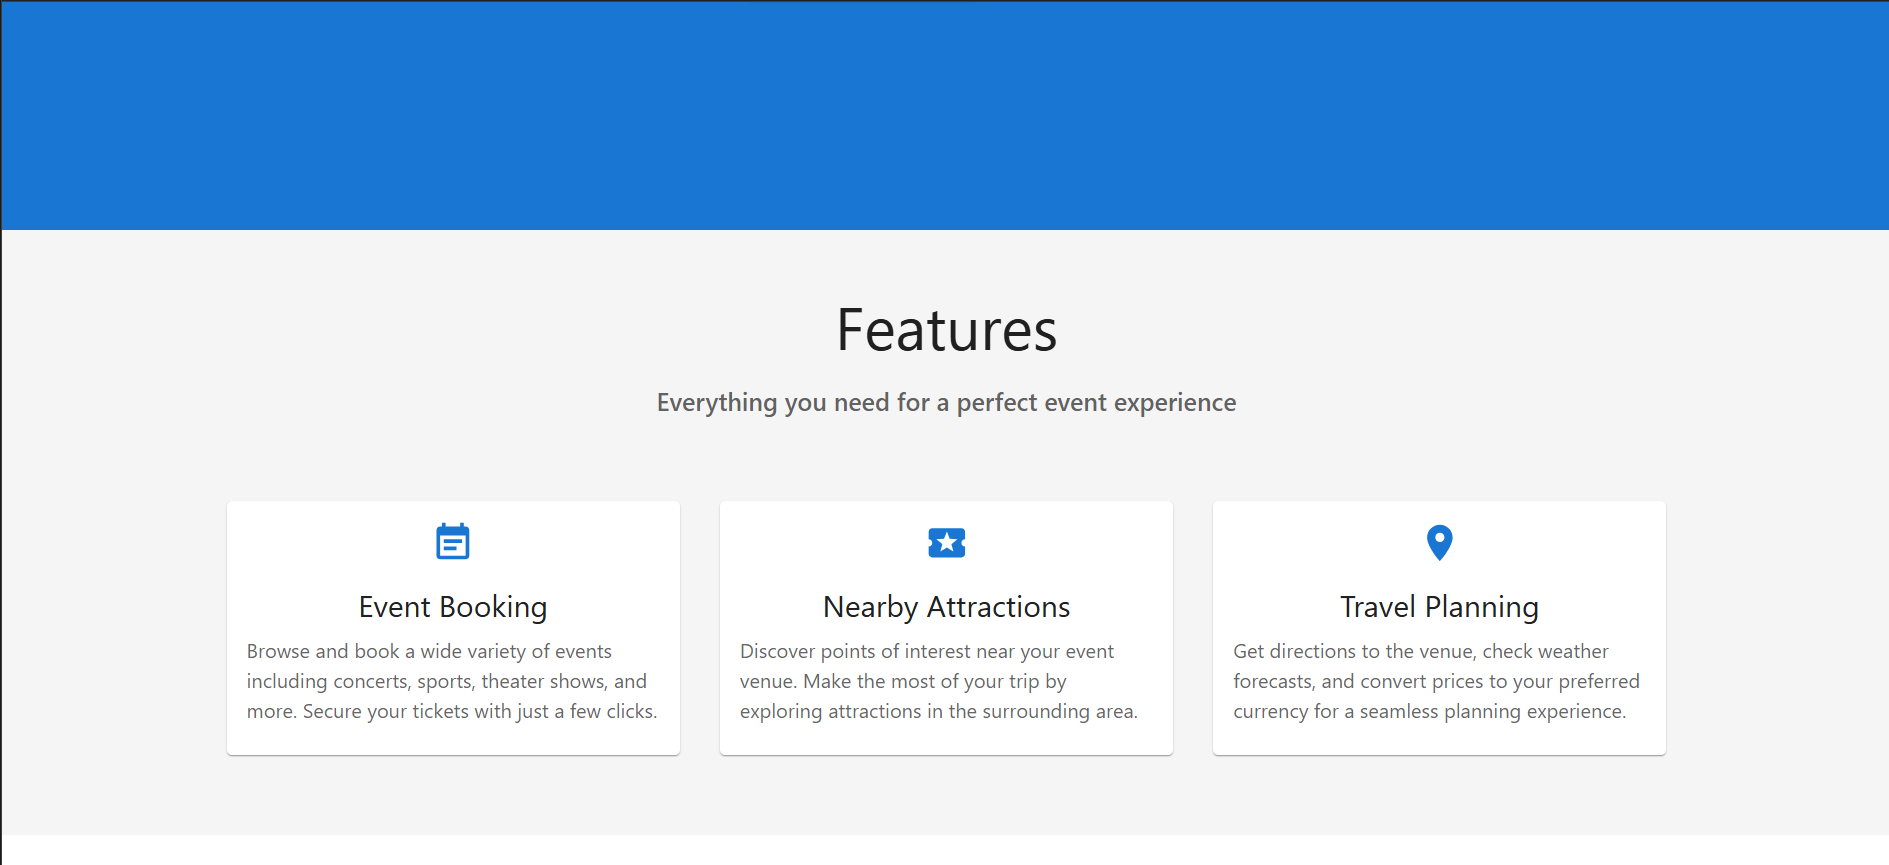 Features
Everything you need for a perfect event experience
Event Booking
Browse and book a wide variety of events
including concerts, sports, theater shows, and
more. Secure your tickets with just a few clicks.
Nearby Attractions
Discover points of interest near your event
venue. Make the most of your trip by
exploring attractions in the surrounding area.
Travel Planning
Get directions to the venue, check weather
forecasts, and convert prices to your preferred
currency for a seamless planning experience.